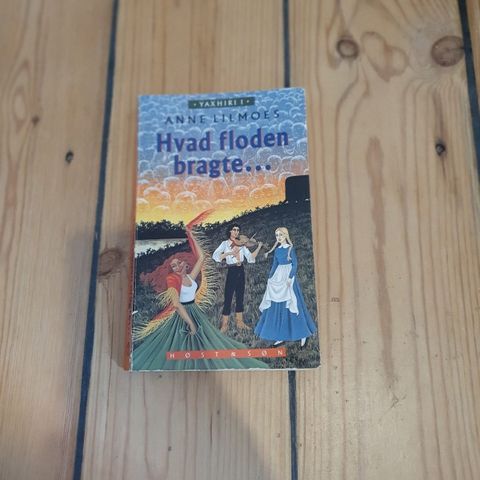 • YAXHIRI I •
ANNE LILMOES
Hvad floden
bragte...
HØST & SØN